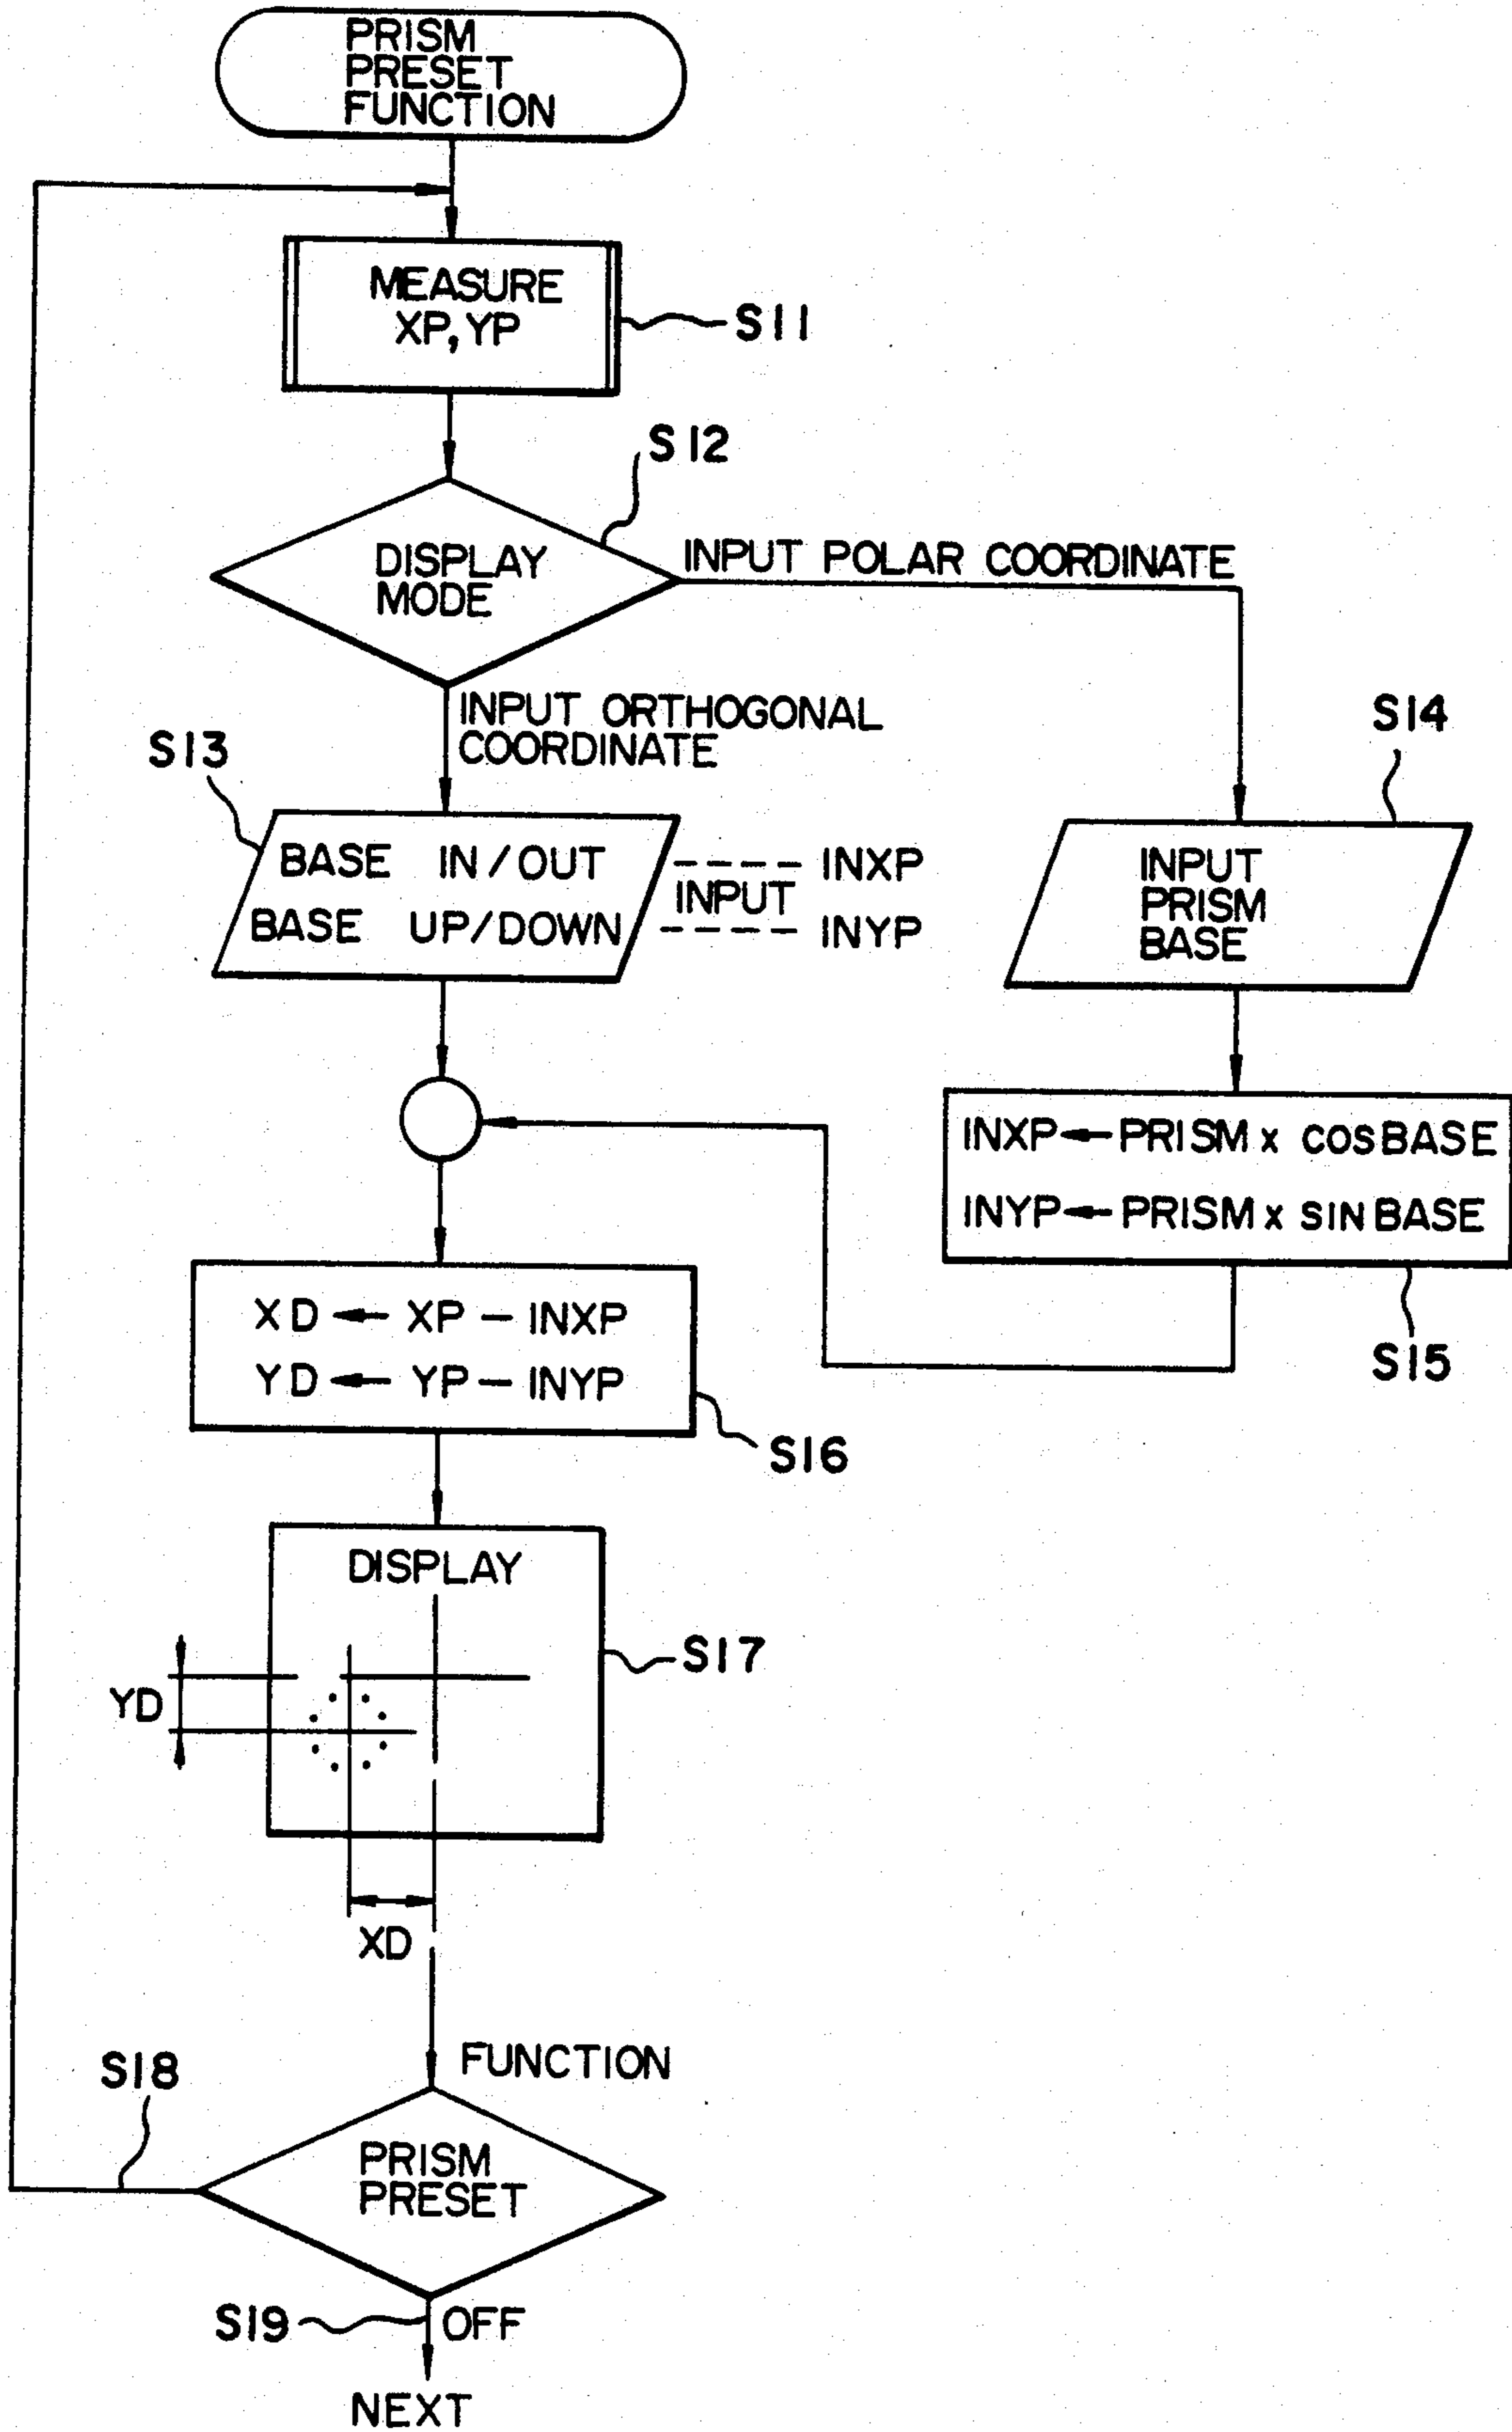 PRISM
PRESET
FUNCTION
MEASURE
XP, YP
S11
S12
DISPLAY
MODE
INPUT POLAR COORDINATE
INPUT ORTHOGONAL
COORDINATE
S13
S14
BASE IN/OUT ---- INXP
INPUT
BASE UP/DOWN ---- INYP
INPUT
PRISM
BASE
INXP ← PRISM x COS BASE
INYP ← PRISM x SIN BASE
S15
XD ← XP – INXP
YD ← YP – INYP
S16
DISPLAY
S17
YD
XD
FUNCTION
S18
PRISM
PRESET
S19
OFF
NEXT